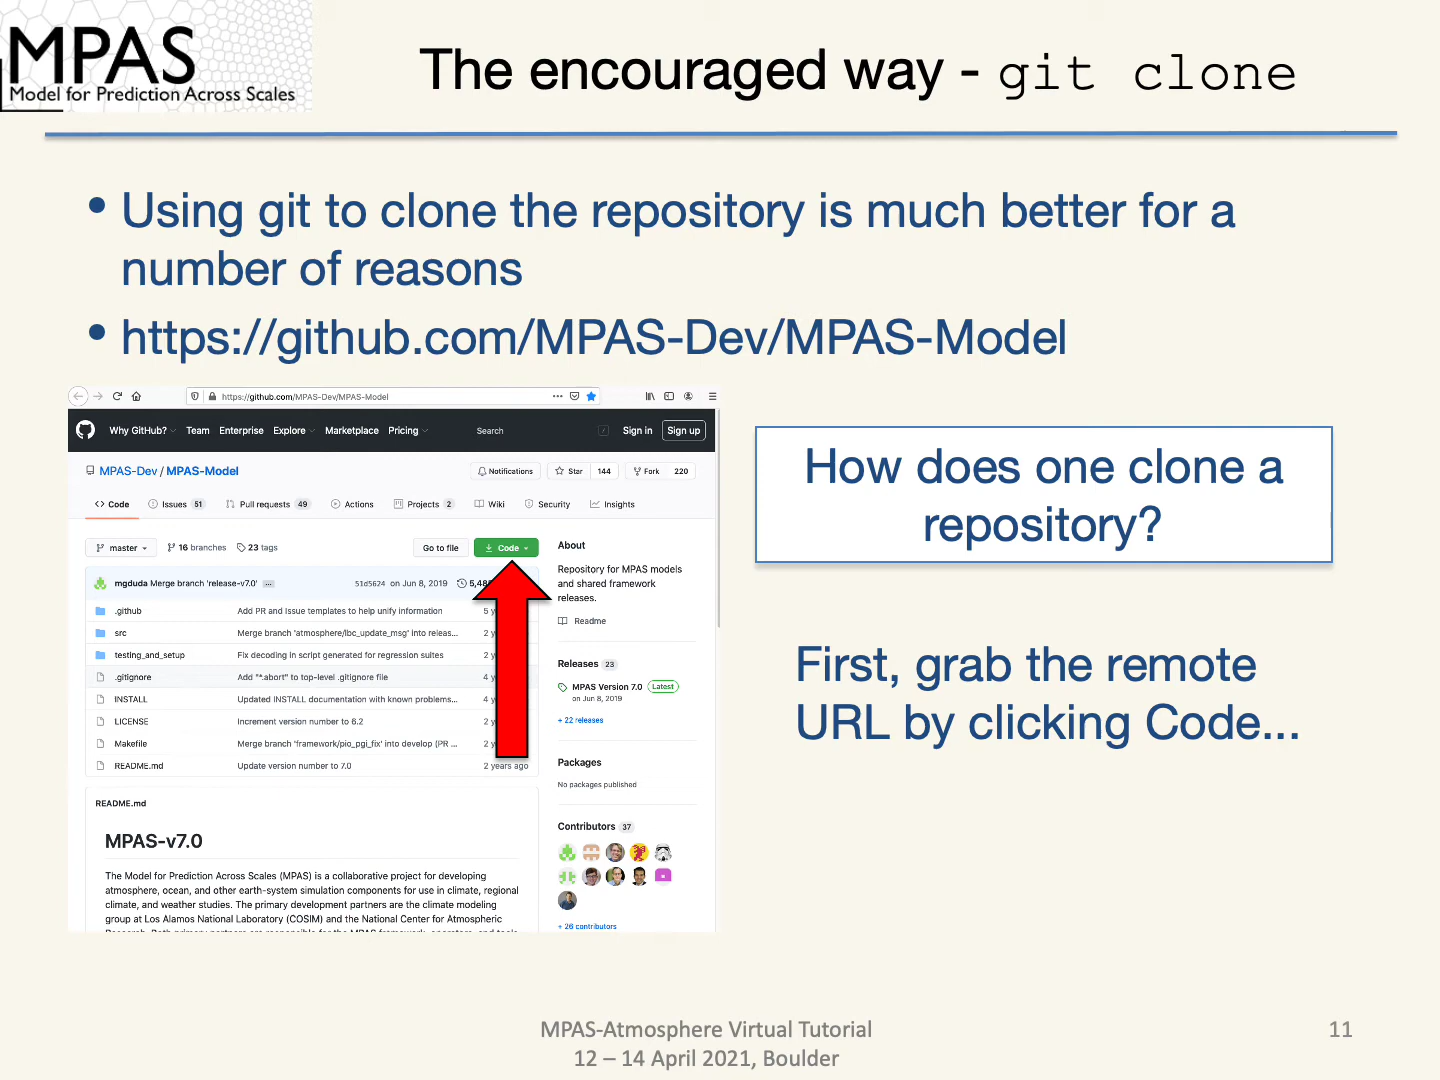 MPAS
Model for Prediction Across Scales
The encouraged way - git clone
• Using git to clone the repository is much better for a
number of reasons
• https://github.com/MPAS-Dev/MPAS-Model
https://github.com/MPAS-Dev/MPAS-Model
Why GitHub? Team Enterprise Explore Marketplace Pricing Search / Sign in Sign up
MPAS-Dev / MPAS-Model Notifications Star 144 Fork 220
<> Code Issues 51 Pull requests 49 Actions Projects 2 Wiki Security Insights
master 16 branches 23 tags Go to file Code
mgduda Merge branch 'release-v7.0' ... 51d5624 on Jun 8, 2019
.github Add PR and Issue templates to help unify information
src Merge branch 'atmosphere/lbc_update_msg' into releas...
testing_and_setup Fix decoding in script generated for regression suites
.gitignore Add "*.abort" to top-level .gitignore file
INSTALL Updated INSTALL documentation with known problems...
LICENSE Increment version number to 6.2
Makefile Merge branch 'framework/pio_pgi_fix' into develop (PR ...
README.md Update version number to 7.0 2 years ago
README.md
MPAS-v7.0
The Model for Prediction Across Scales (MPAS) is a collaborative project for developing
atmosphere, ocean, and other earth-system simulation components for use in climate, regional
climate, and weather studies. The primary development partners are the climate modeling
group at Los Alamos National Laboratory (COSIM) and the National Center for Atmospheric
About
Repository for MPAS models
and shared framework
releases.
Readme
Releases 23
MPAS Version 7.0 Latest
on Jun 8, 2019
+ 22 releases
Packages
No packages published
Contributors 37
+ 26 contributors
How does one clone a
repository?
First, grab the remote
URL by clicking Code...
MPAS-Atmosphere Virtual Tutorial
12 – 14 April 2021, Boulder
11